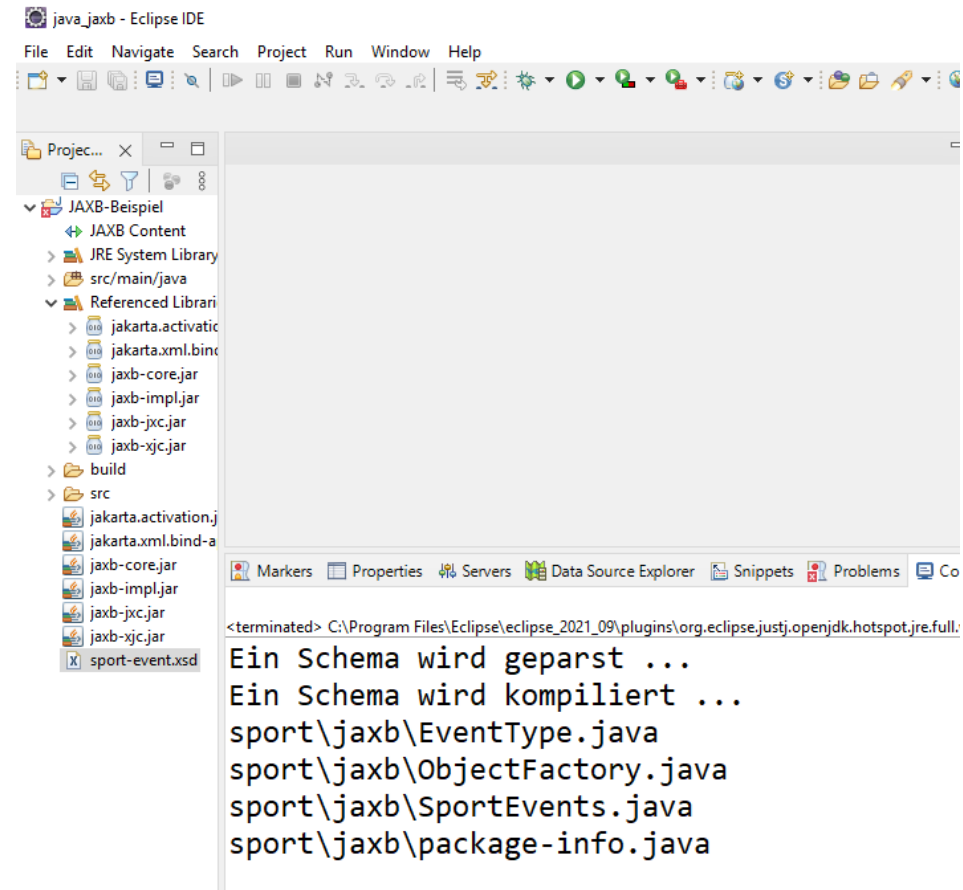 java_jaxb - Eclipse IDE
File Edit Navigate Search Project Run Window Help
Projec...
JAXB-Beispiel
JAXB Content
JRE System Library
src/main/java
Referenced Librari
jakarta.activatio
jakarta.xml.bind
jaxb-core.jar
jaxb-impl.jar
jaxb-jxc.jar
jaxb-xjc.jar
build
src
jakarta.activation.j
jakarta.xml.bind-a
jaxb-core.jar
jaxb-impl.jar
jaxb-jxc.jar
jaxb-xjc.jar
sport-event.xsd
Markers Properties Servers Data Source Explorer Snippets Problems Co
<terminated> C:\Program Files\Eclipse\eclipse_2021_09\plugins\org.eclipse.justj.openjdk.hotspot.jre.full.
Ein Schema wird geparst ...
Ein Schema wird kompiliert ...
sport\jaxb\EventType.java
sport\jaxb\ObjectFactory.java
sport\jaxb\SportEvents.java
sport\jaxb\package-info.java